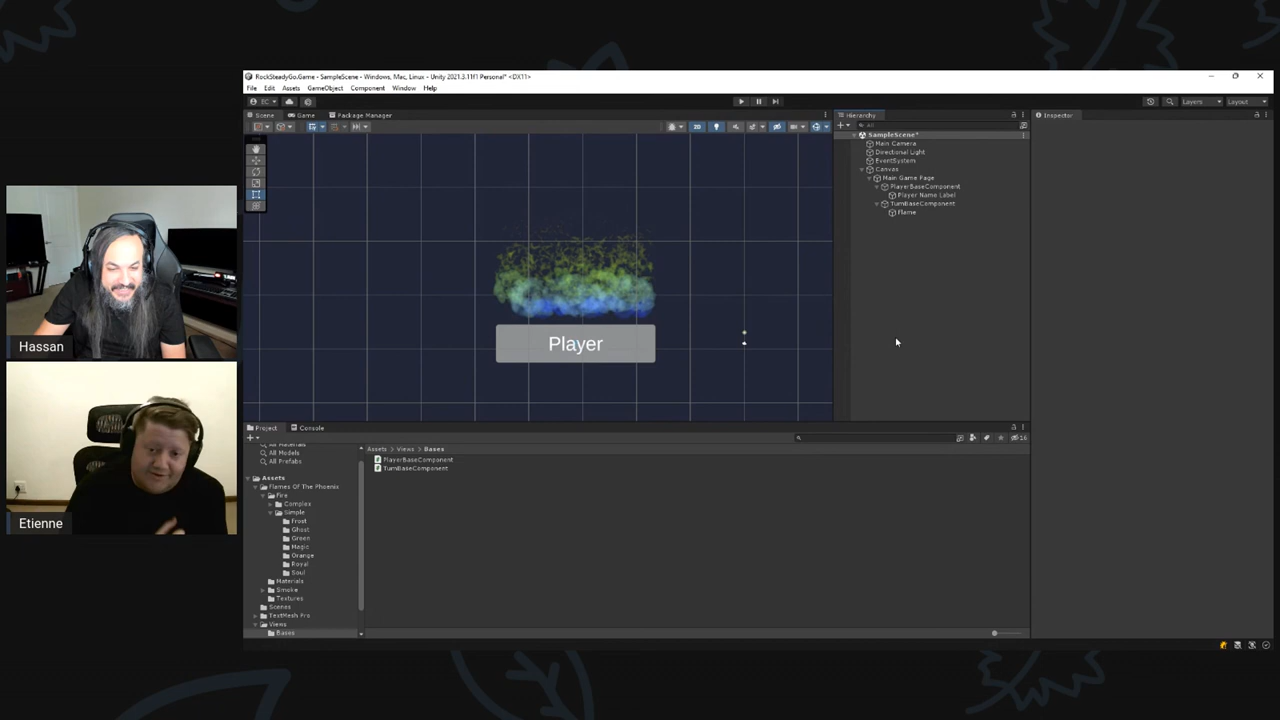 RockSteadyGo.Game - SampleScene - Windows, Mac, Linux - Unity 2021.3.11f1 Personal* <DX11>
File Edit Assets GameObject Component Window Help
EC
Layers
Layout
Scene
Game
Package Manager
2D
Hierarchy
All
Inspector
SampleScene*
Main Camera
Directional Light
EventSystem
Canvas
Main Game Page
PlayerBaseComponent
Player Name Label
TurnBaseComponent
Flame
Player
Hassan
Etienne
Project
Console
16
All Materials
All Models
All Prefabs
Assets
Flames Of The Phoenix
Fire
Complex
Simple
Frost
Ghost
Green
Magic
Orange
Royal
Soul
Materials
Smoke
Textures
Scenes
TextMesh Pro
Views
Bases
Assets > Views > Bases
PlayerBaseComponent
TurnBaseComponent